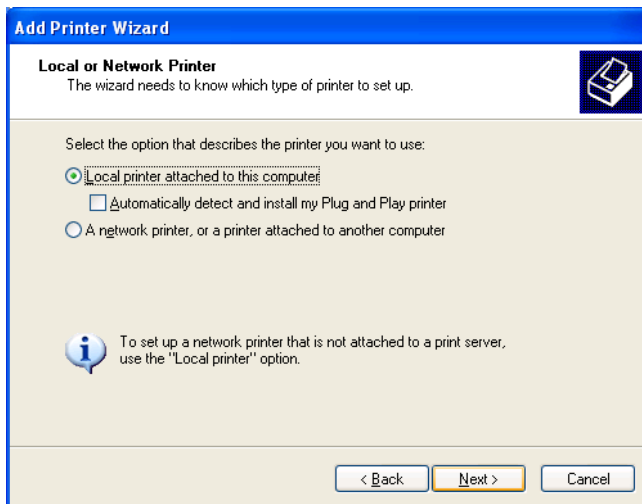 Add Printer Wizard
Local or Network Printer
The wizard needs to know which type of printer to set up.
Select the option that describes the printer you want to use:
Local printer attached to this computer
Automatically detect and install my Plug and Play printer
A network printer, or a printer attached to another computer
To set up a network printer that is not attached to a print server,
use the "Local printer" option.
< Back Next > Cancel